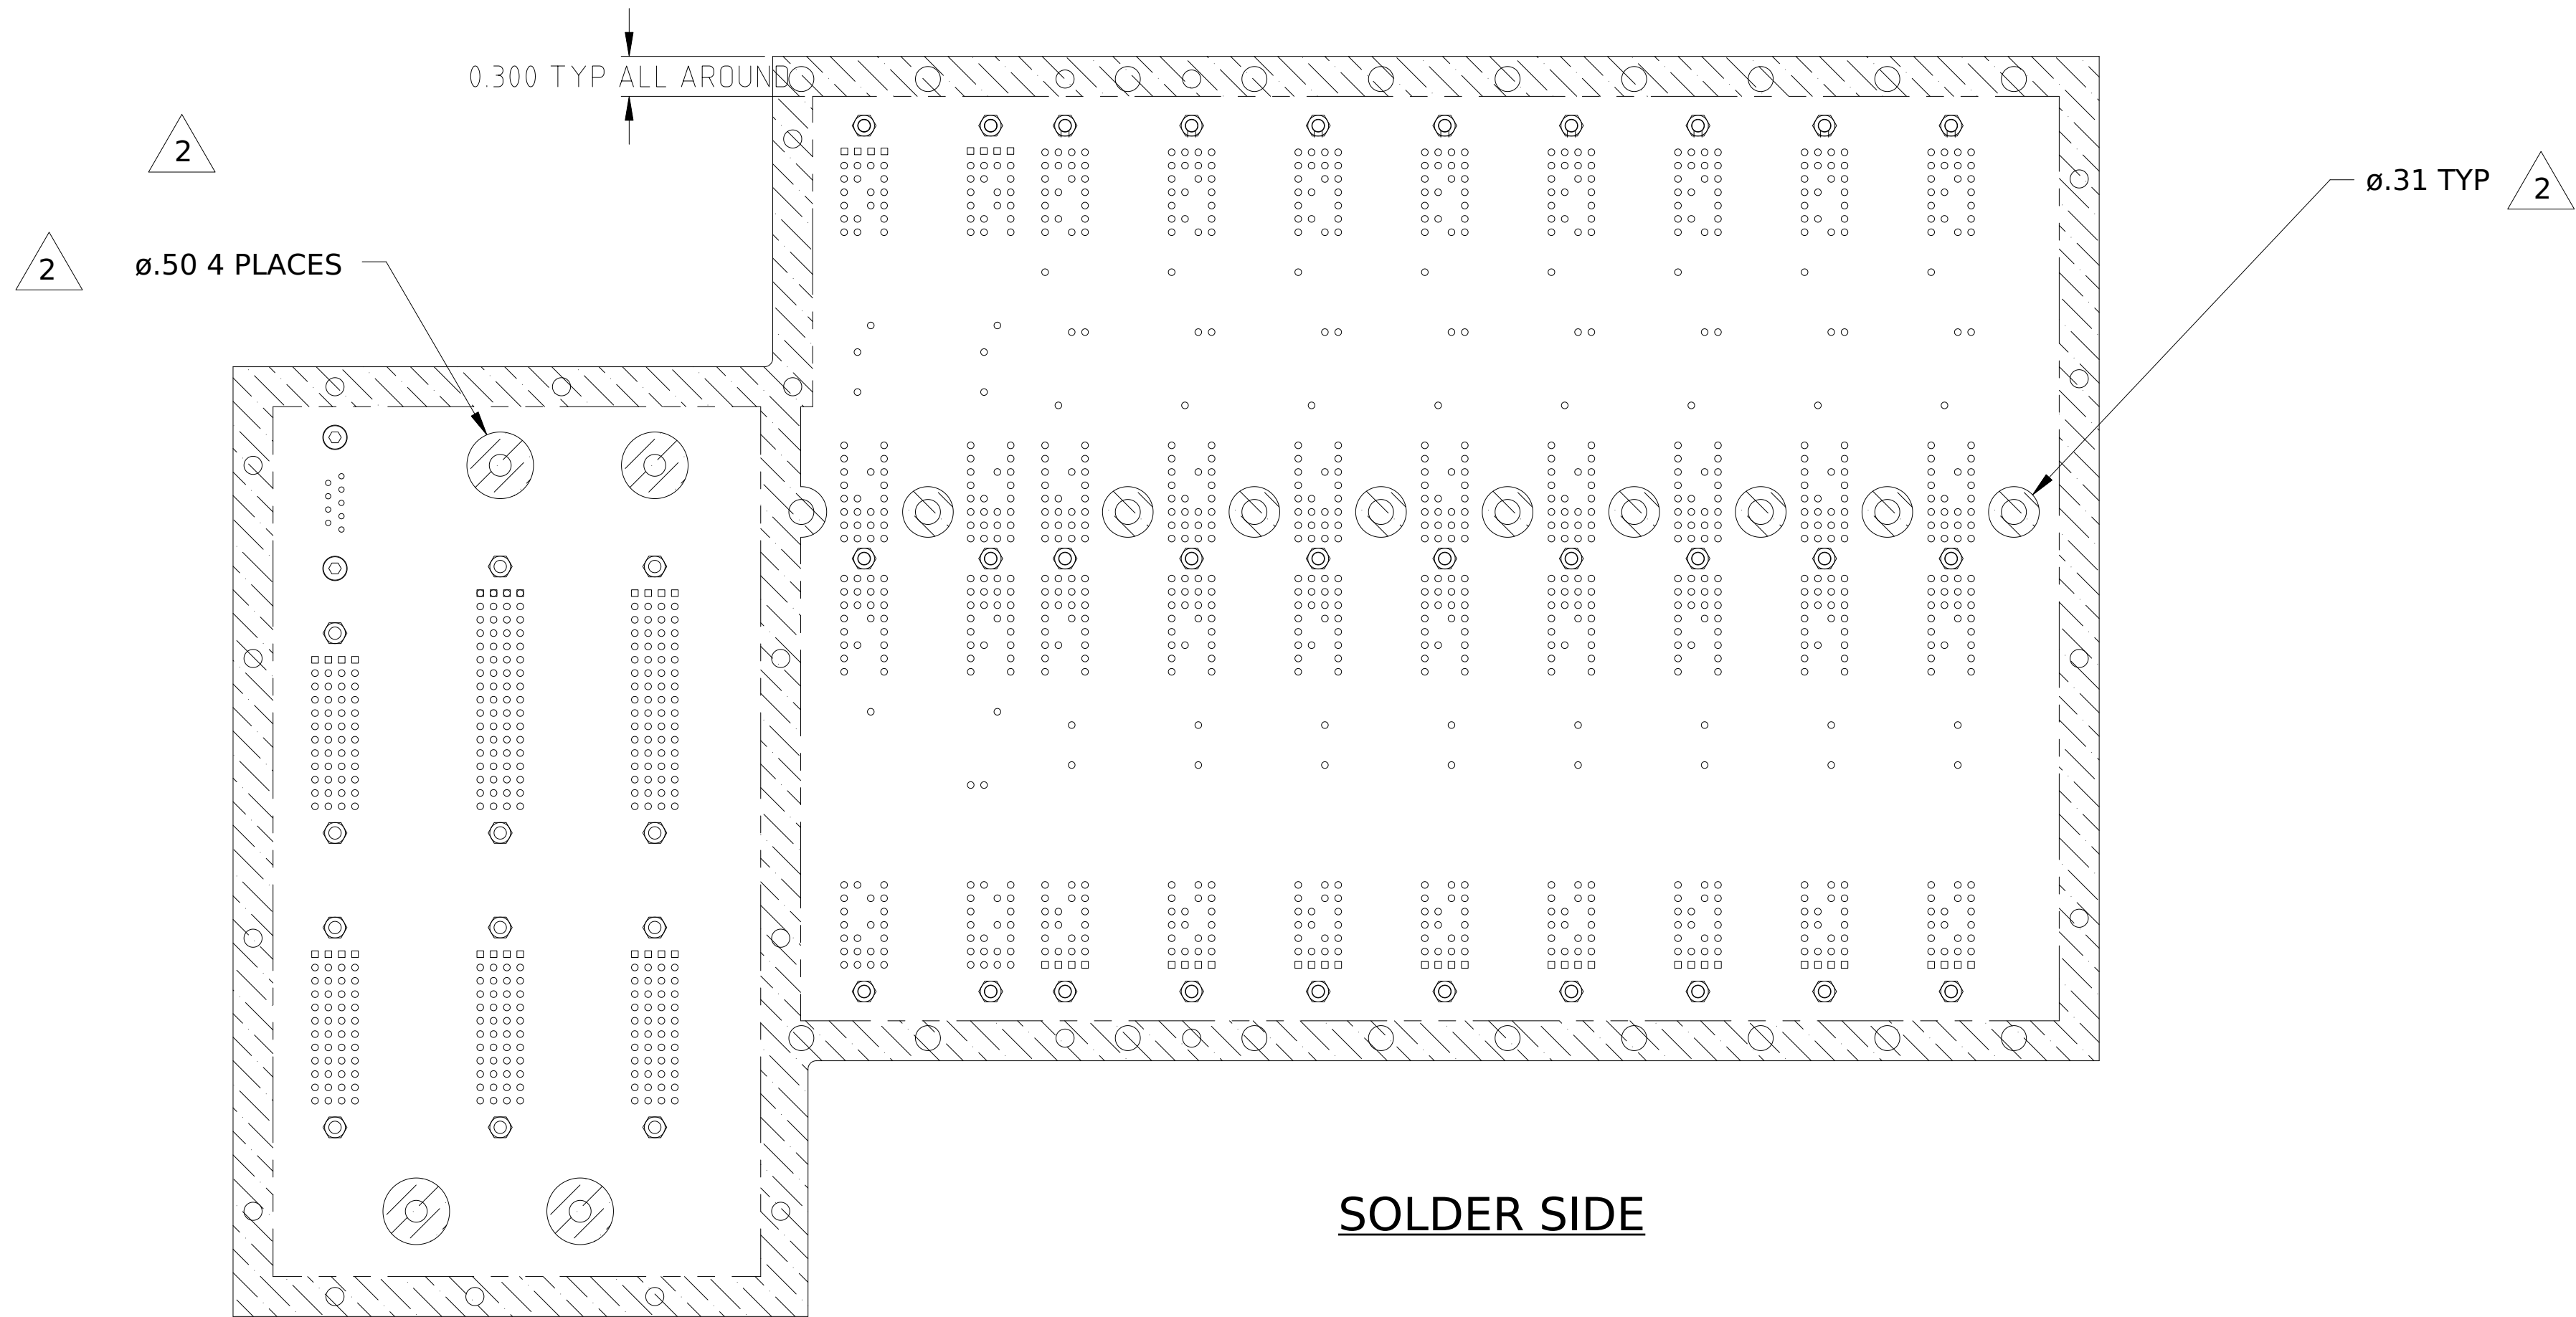 0.300 TYP ALL AROUND
2
ø.31 TYP 2
2 ø.50 4 PLACES
SOLDER SIDE